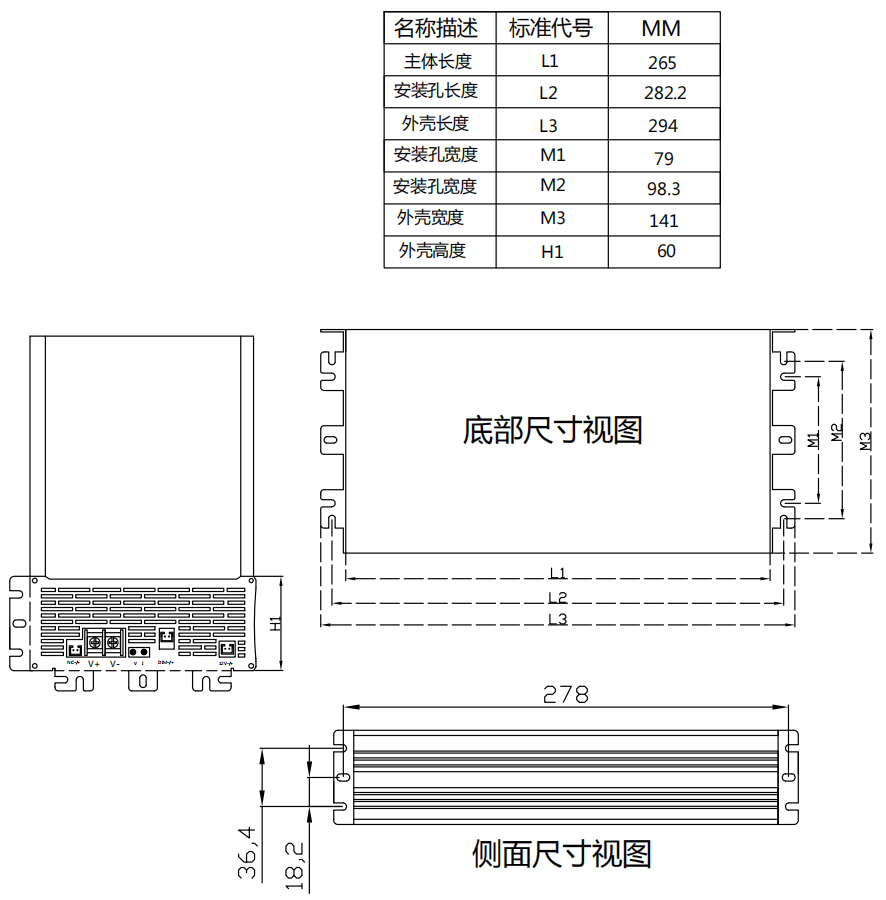 名称描述 标准代号 MM
主体长度 L1 265
安装孔长度 L2 282.2
外壳长度 L3 294
安装孔宽度 M1 79
安装孔宽度 M2 98.3
外壳宽度 M3 141
外壳高度 H1 60
底部尺寸视图
M1
M2
M3
L1
L2
L3
H1
V+ V- V I 12V-/+
278
36,4
18,2
侧面尺寸视图